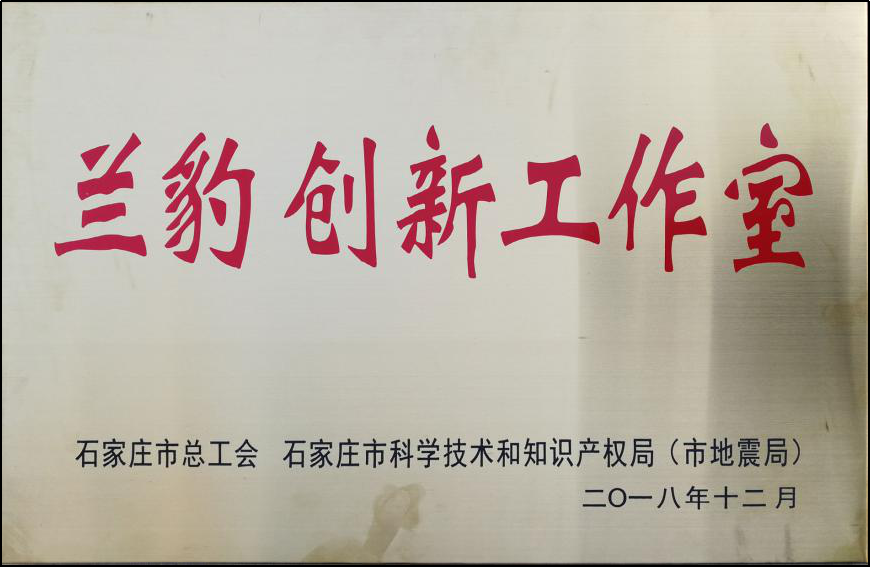 兰豹 创新工作室
石家庄市总工会 石家庄市科学技术和知识产权局（市地震局）
二〇一八年十二月